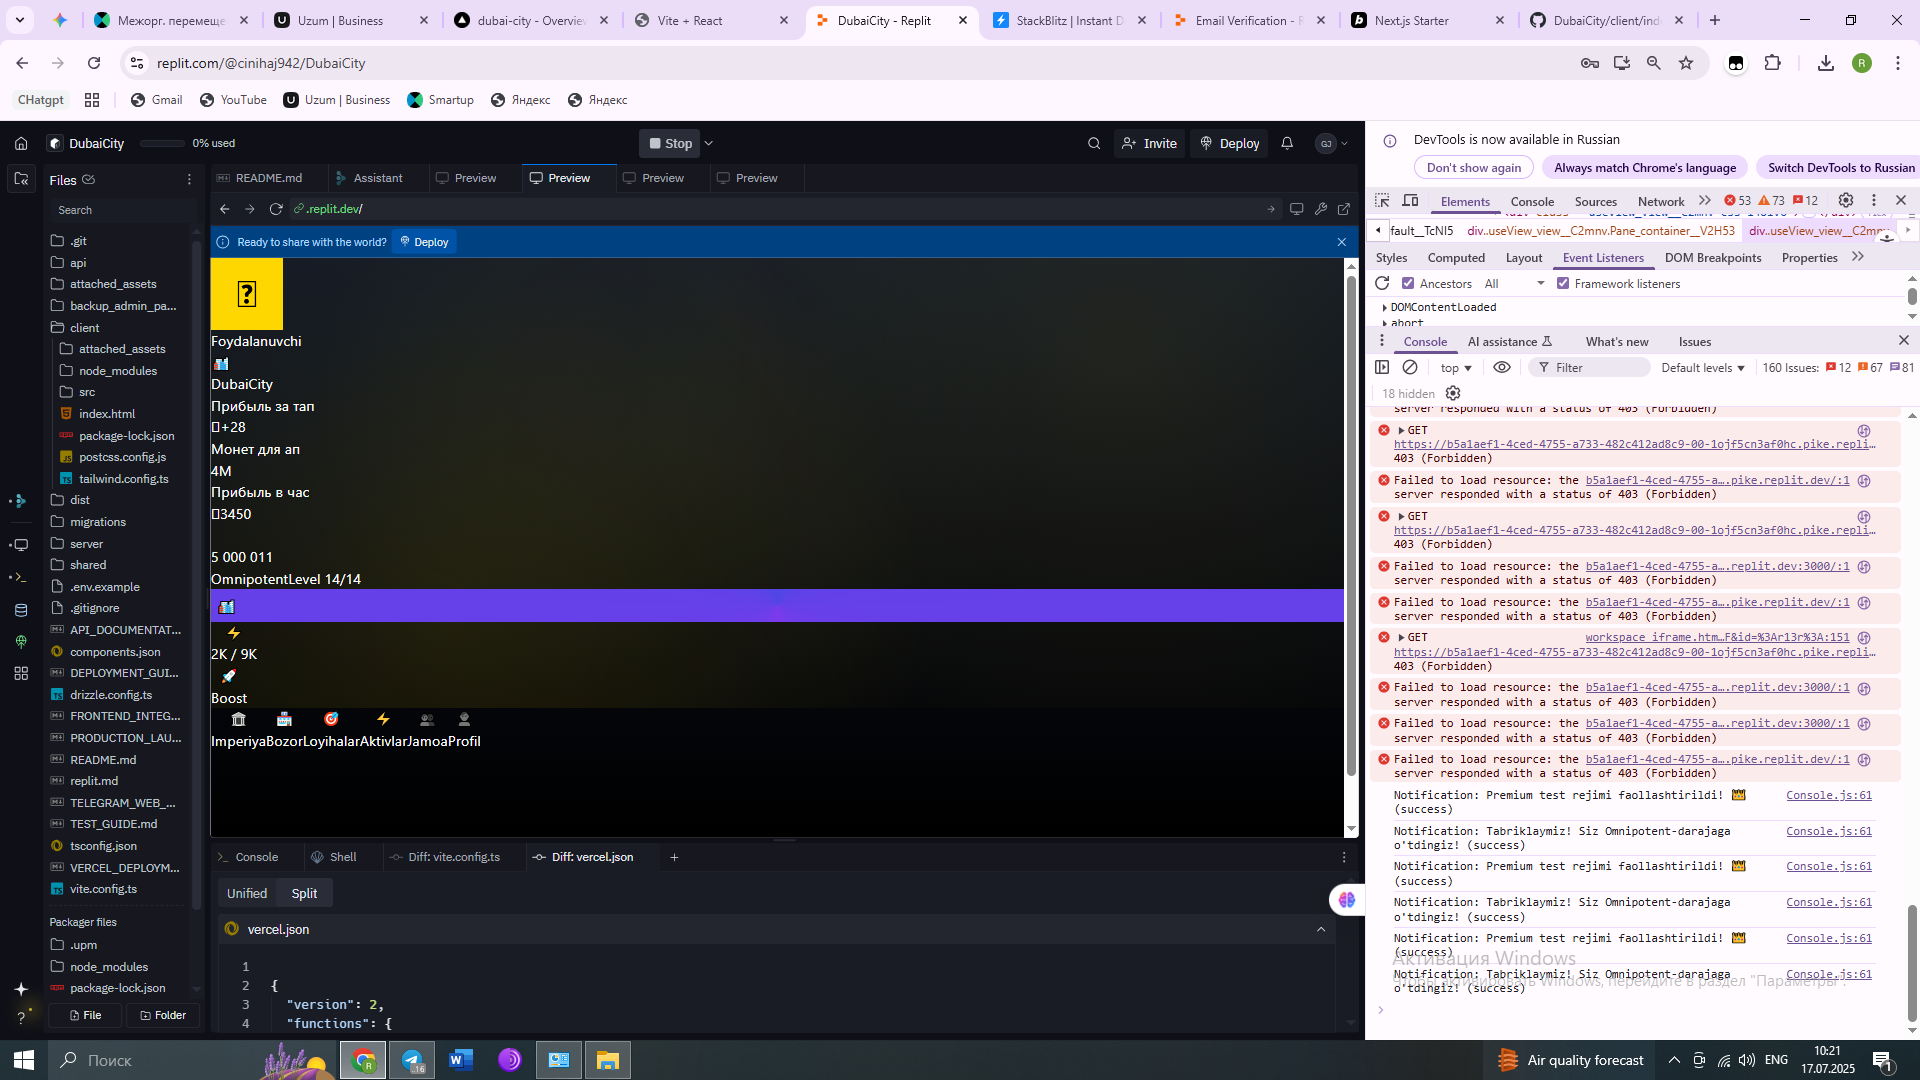 Межорг. перемеще
Uzum | Business
dubai-city - Overview
Vite + React
DubaiCity - Replit
StackBlitz | Instant D
Email Verification - R
Next.js Starter
DubaiCity/client/ind
replit.com/@cinihaj942/DubaiCity
R
CHatgpt
Gmail
YouTube
Uzum | Business
Smartup
Яндекс
Яндекс
DubaiCity
0% used
Stop
Invite
Deploy
GJ
Files
Search
.git
api
attached_assets
backup_admin_pa...
client
attached_assets
node_modules
src
index.html
package-lock.json
postcss.config.js
tailwind.config.ts
dist
migrations
server
shared
.env.example
.gitignore
API_DOCUMENTAT...
components.json
DEPLOYMENT_GUI...
drizzle.config.ts
FRONTEND_INTEG...
PRODUCTION_LAU...
README.md
replit.md
TELEGRAM_WEB_...
TEST_GUIDE.md
tsconfig.json
VERCEL_DEPLOYM...
vite.config.ts
Packager files
.upm
node_modules
package-lock.json
File
Folder
README.md
Assistant
Preview
Preview
Preview
Preview
.replit.dev/
Ready to share with the world?
Deploy
Foydalanuvchi
DubaiCity
Прибыль за тап
+28
Монет для ап
4M
Прибыль в час
3450
5 000 011
OmnipotentLevel 14/14
2K / 9K
Boost
ImperiyaBozorLoyihalarAktivlarJamoaProfil
Console
Shell
Diff: vite.config.ts
Diff: vercel.json
Unified
Split
vercel.json
1
2 {
3 "version": 2,
4 "functions": {
DevTools is now available in Russian
Don't show again
Always match Chrome's language
Switch DevTools to Russian
Elements
Console
Sources
Network
53
73
12
fault__TcNI5
div..useView_view__C2mnv.Pane_container__V2H53
div..useView_view__C2mnv
Styles
Computed
Layout
Event Listeners
DOM Breakpoints
Properties
Ancestors
All
Framework listeners
DOMContentLoaded
abort
Console
AI assistance
What's new
Issues
top
Filter
Default levels
160 Issues:
12
67
81
18 hidden
server responded with a status of 403 (Forbidden)
GET
https://b5a1aef1-4ced-4755-a733-482c412ad8c9-00-1ojf5cn3af0hc.pike.repli…
403 (Forbidden)
Failed to load resource: the b5a1aef1-4ced-4755-a….pike.replit.dev/:1
server responded with a status of 403 (Forbidden)
GET
https://b5a1aef1-4ced-4755-a733-482c412ad8c9-00-1ojf5cn3af0hc.pike.repli…
403 (Forbidden)
Failed to load resource: the b5a1aef1-4ced-4755-a….replit.dev:3000/:1
server responded with a status of 403 (Forbidden)
Failed to load resource: the b5a1aef1-4ced-4755-a….pike.replit.dev/:1
server responded with a status of 403 (Forbidden)
GET workspace_iframe.htm…F&id=%3Ar13r%3A:151
https://b5a1aef1-4ced-4755-a733-482c412ad8c9-00-1ojf5cn3af0hc.pike.repli…
403 (Forbidden)
Failed to load resource: the b5a1aef1-4ced-4755-a….replit.dev:3000/:1
server responded with a status of 403 (Forbidden)
Failed to load resource: the b5a1aef1-4ced-4755-a….replit.dev:3000/:1
server responded with a status of 403 (Forbidden)
Failed to load resource: the b5a1aef1-4ced-4755-a….pike.replit.dev/:1
server responded with a status of 403 (Forbidden)
Notification: Premium test rejimi faollashtirildi! 👑 Console.js:61
(success)
Notification: Tabriklaymiz! Siz Omnipotent-darajaga Console.js:61
o'tdingiz! (success)
Notification: Premium test rejimi faollashtirildi! 👑 Console.js:61
(success)
Notification: Tabriklaymiz! Siz Omnipotent-darajaga Console.js:61
o'tdingiz! (success)
Notification: Premium test rejimi faollashtirildi! 👑 Console.js:61
(success)
Notification: Tabriklaymiz! Siz Omnipotent-darajaga Console.js:61
o'tdingiz! (success)
Активация Windows
Чтобы активировать Windows, перейдите в раздел "Параметры".
Поиск
..16
Air quality forecast
ENG
10:21
17.07.2025
1